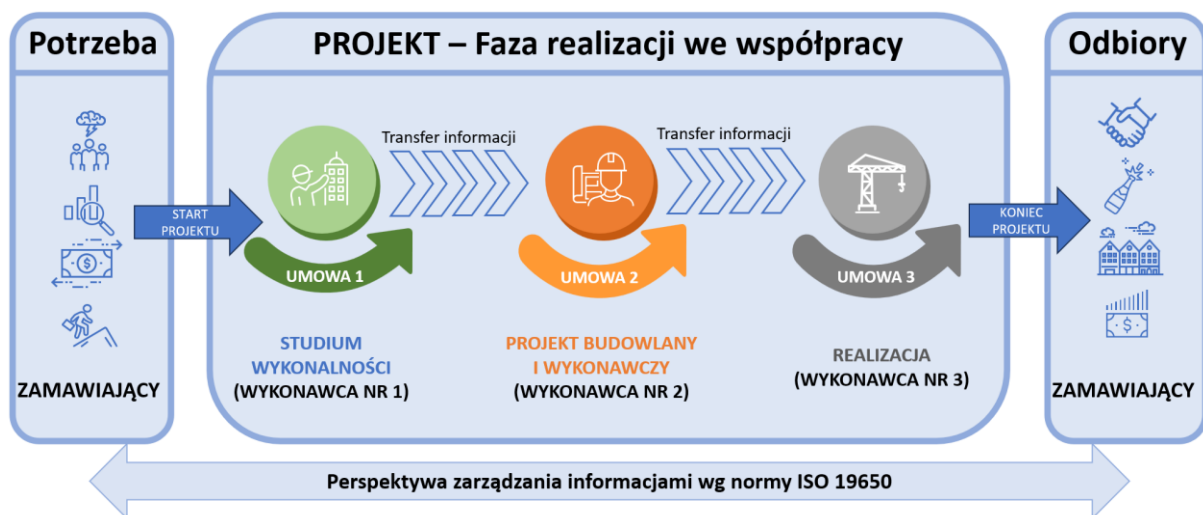 Potrzeba
PROJEKT – Faza realizacji we współpracy
Odbiory
Transfer informacji
Transfer informacji
START
PROJEKTU
KONIEC
PROJEKTU
UMOWA 1
UMOWA 2
UMOWA 3
STUDIUM
WYKONALNOŚCI
(WYKONAWCA NR 1)
PROJEKT BUDOWLANY
I WYKONAWCZY
(WYKONAWCA NR 2)
REALIZACJA
(WYKONAWCA NR 3)
ZAMAWIAJĄCY
ZAMAWIAJĄCY
Perspektywa zarządzania informacjami wg normy ISO 19650